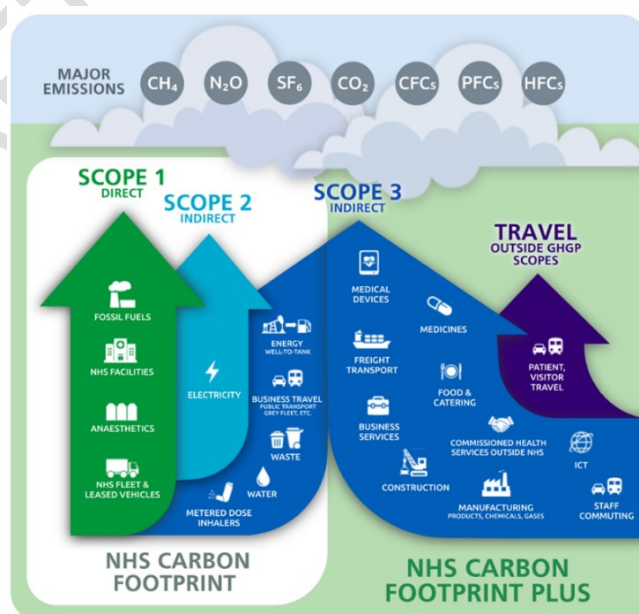 MAJOR
EMISSIONS
CH₄
N₂O
SF₆
CO₂
CFCs
PFCs
HFCs
SCOPE 1
DIRECT
SCOPE 2
INDIRECT
SCOPE 3
INDIRECT
TRAVEL
OUTSIDE GHGP
SCOPES
FOSSIL FUELS
NHS FACILITIES
ANAESTHETICS
NHS FLEET &
LEASED VEHICLES
ELECTRICITY
ENERGY
WELL-TO-TANK
BUSINESS TRAVEL
PUBLIC TRANSPORT
GREY FLEET, ETC.
WASTE
WATER
METERED DOSE
INHALERS
MEDICAL
DEVICES
MEDICINES
FREIGHT
TRANSPORT
FOOD &
CATERING
BUSINESS
SERVICES
COMMISSIONED HEALTH
SERVICES OUTSIDE NHS
CONSTRUCTION
MANUFACTURING
PRODUCTS, CHEMICALS, GASES
ICT
STAFF
COMMUTING
PATIENT,
VISITOR
TRAVEL
NHS CARBON
FOOTPRINT
NHS CARBON
FOOTPRINT PLUS